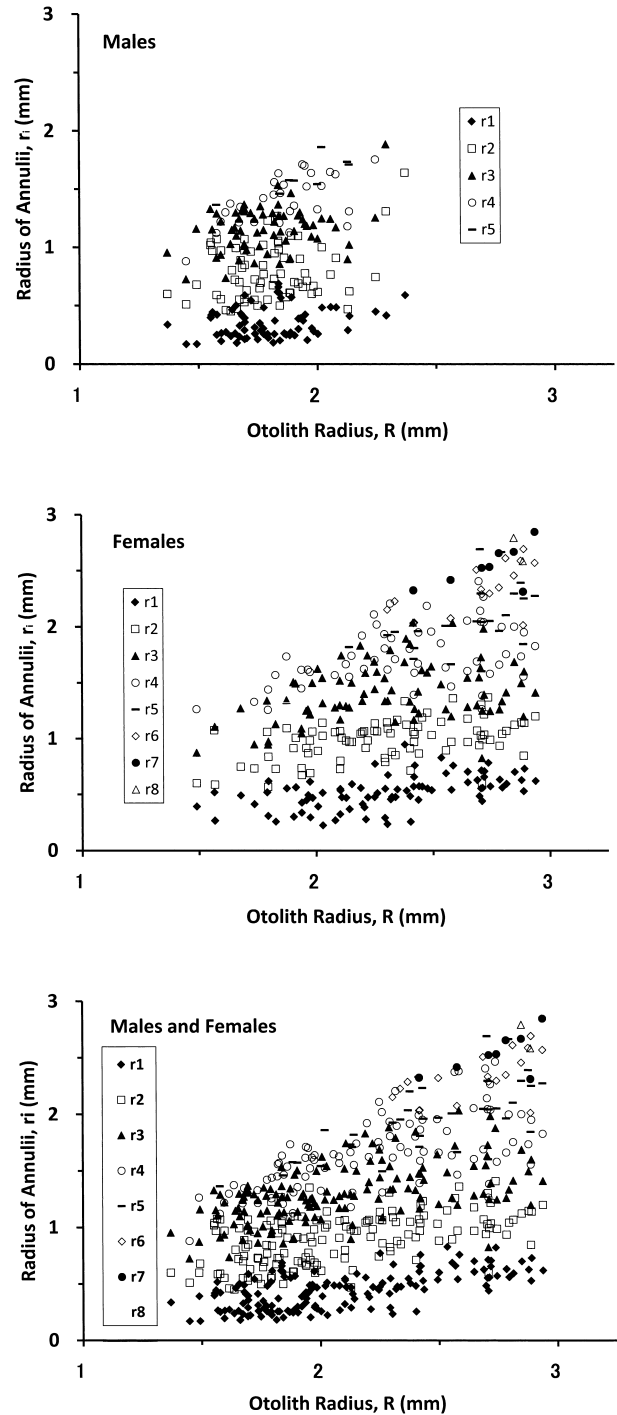 3
Males
2
1
0
Radius of Annulii, ri (mm)
r1
r2
r3
r4
r5
1 2 3
Otolith Radius, R (mm)
3
Females
2
1
0
Radius of Annulii, ri (mm)
r1
r2
r3
r4
r5
r6
r7
r8
1 2 3
Otolith Radius, R (mm)
3
Males and Females
2
1
0
Radius of Annulii, ri (mm)
r1
r2
r3
r4
r5
r6
r7
r8
1 2 3
Otolith Radius, R (mm)